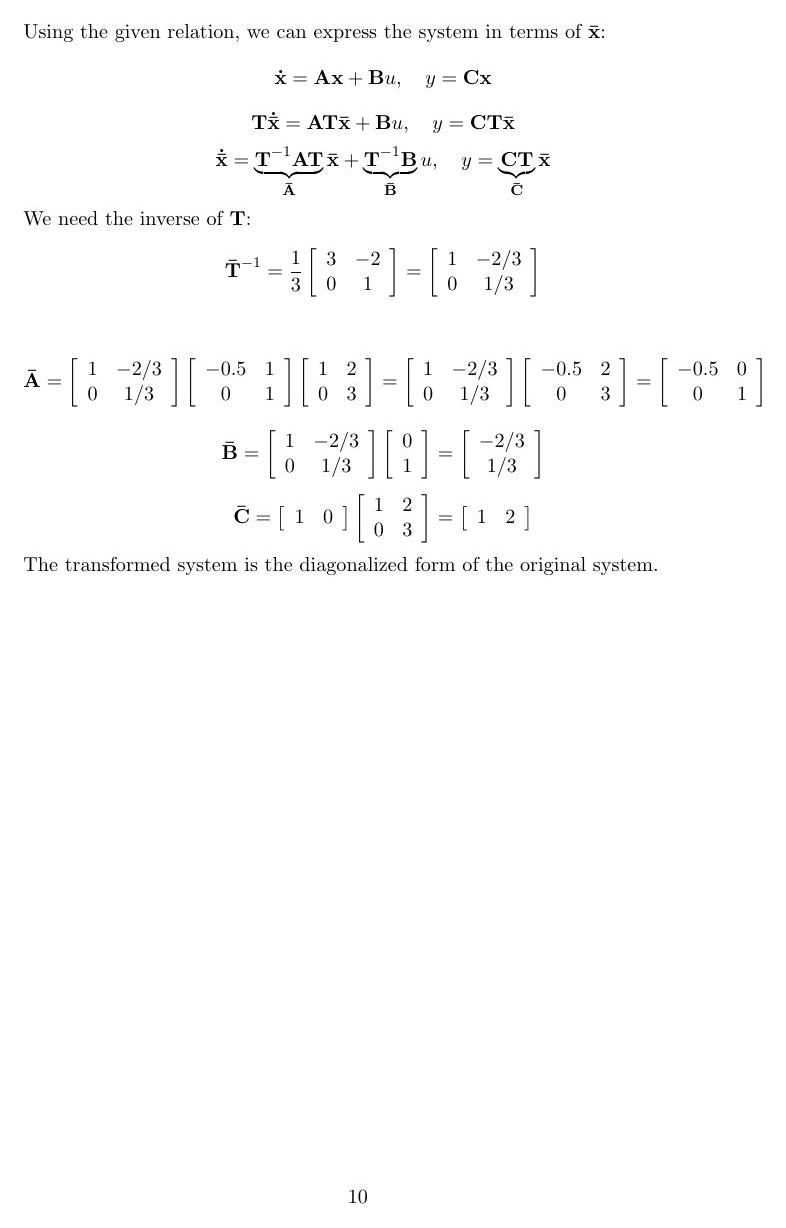 Using the given relation, we can express the system in terms of x̄:
ẋ = Ax + Bu,   y = Cx
Tẋ̄ = ATx̄ + Bu,   y = CTx̄
ẋ̄ = T⁻¹AT x̄ + T⁻¹B u,   y = CT x̄
Ā   B̄   C̄
We need the inverse of T:
T̄⁻¹ = 1/3 [ 3 −2 ; 0 1 ] = [ 1 −2/3 ; 0 1/3 ]
Ā = [ 1 −2/3 ; 0 1/3 ] [ −0.5 1 ; 0 1 ] [ 1 2 ; 0 3 ] = [ 1 −2/3 ; 0 1/3 ] [ −0.5 2 ; 0 3 ] = [ −0.5 0 ; 0 1 ]
B̄ = [ 1 −2/3 ; 0 1/3 ] [ 0 ; 1 ] = [ −2/3 ; 1/3 ]
C̄ = [ 1 0 ] [ 1 2 ; 0 3 ] = [ 1 2 ]
The transformed system is the diagonalized form of the original system.
10